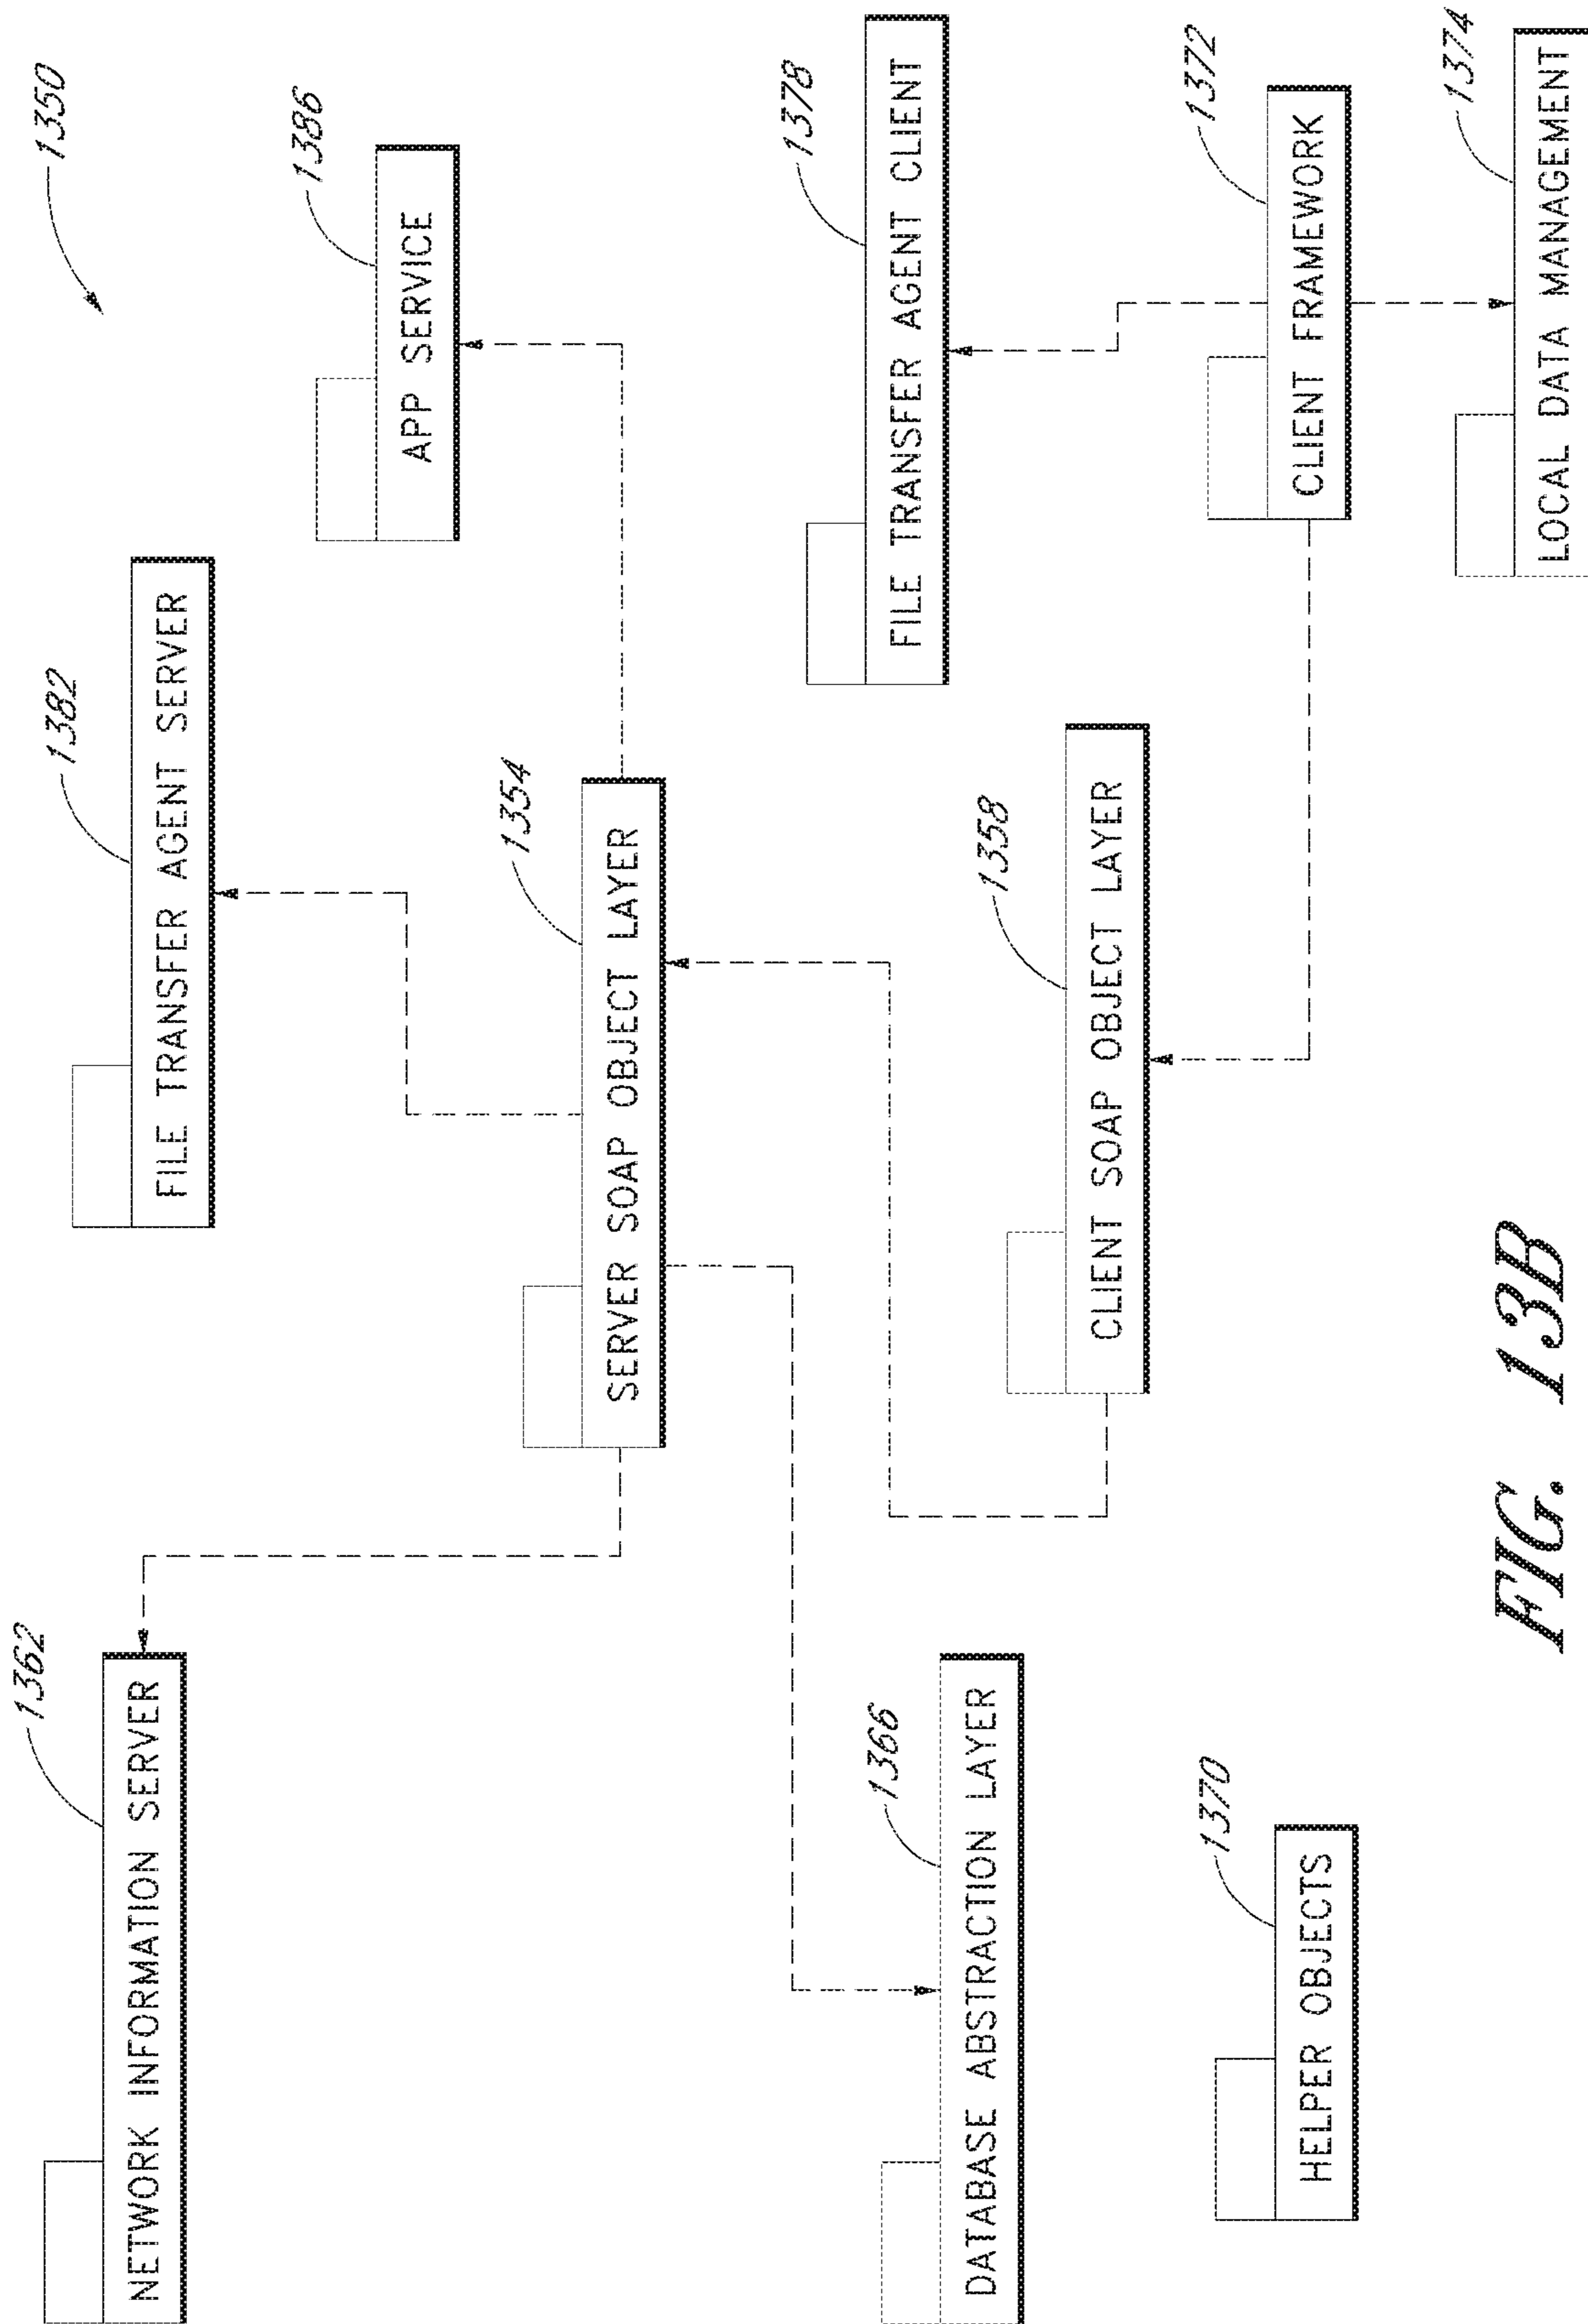 1350
1362
NETWORK INFORMATION SERVER
1382
FILE TRANSFER AGENT SERVER
1386
APP SERVICE
1354
SERVER SOAP OBJECT LAYER
1366
DATABASE ABSTRACTION LAYER
1358
CLIENT SOAP OBJECT LAYER
1378
FILE TRANSFER AGENT CLIENT
1370
HELPER OBJECTS
1372
CLIENT FRAMEWORK
1374
LOCAL DATA MANAGEMENT
FIG. 13B